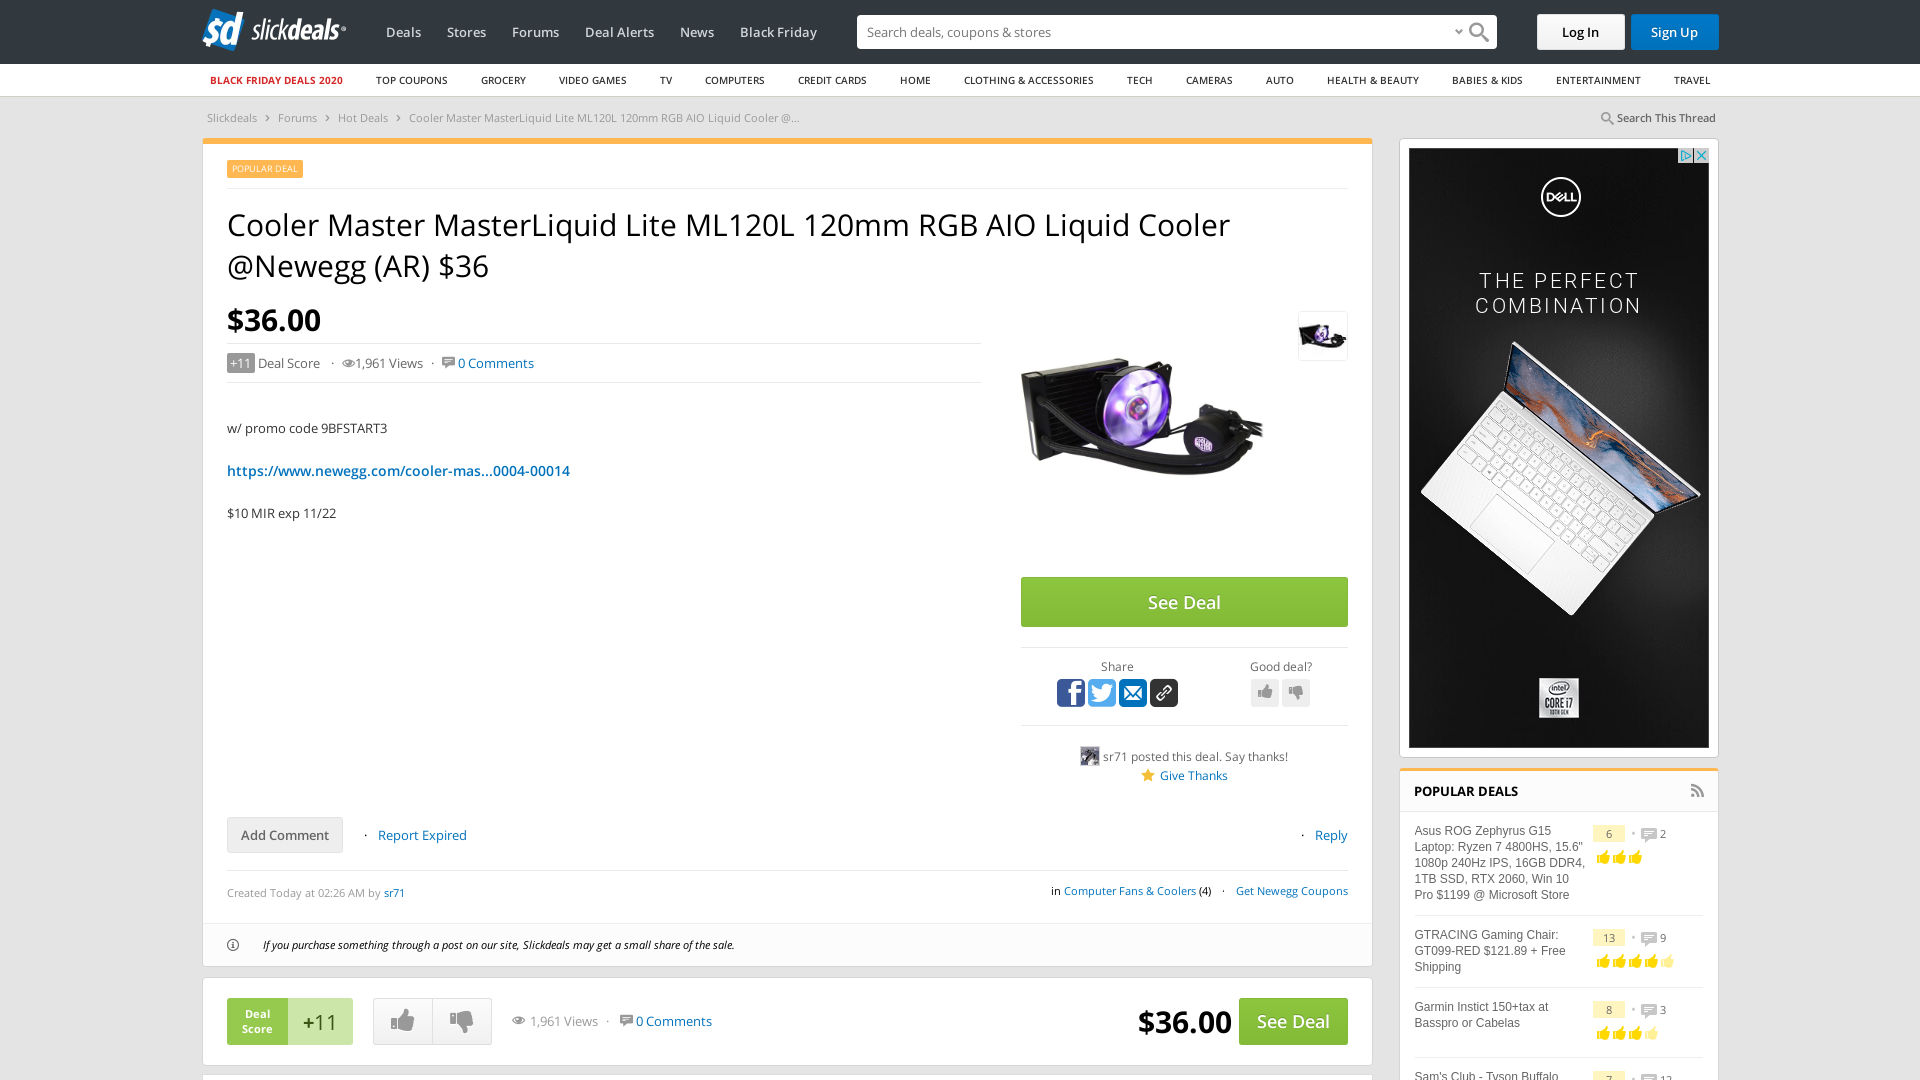 sd slickdeals
Deals Stores Forums Deal Alerts News Black Friday
Search deals, coupons & stores
Log In Sign Up
BLACK FRIDAY DEALS 2020 TOP COUPONS GROCERY VIDEO GAMES TV COMPUTERS CREDIT CARDS HOME CLOTHING & ACCESSORIES TECH CAMERAS AUTO HEALTH & BEAUTY BABIES & KIDS ENTERTAINMENT TRAVEL
Slickdeals › Forums › Hot Deals › Cooler Master MasterLiquid Lite ML120L 120mm RGB AIO Liquid Cooler @...
Search This Thread
POPULAR DEAL
Cooler Master MasterLiquid Lite ML120L 120mm RGB AIO Liquid Cooler
@Newegg (AR) $36
$36.00
+11 Deal Score · 1,961 Views · 0 Comments
w/ promo code 9BFSTART3
https://www.newegg.com/cooler-mas...0004-00014
$10 MIR exp 11/22
See Deal
Share Good deal?
sr71 posted this deal. Say thanks!
Give Thanks
Add Comment · Report Expired · Reply
Created Today at 02:26 AM by sr71
in Computer Fans & Coolers (4) · Get Newegg Coupons
If you purchase something through a post on our site, Slickdeals may get a small share of the sale.
Deal
Score
+11
1,961 Views · 0 Comments
$36.00 See Deal
DELL
THE PERFECT
COMBINATION
intel
CORE i7
10TH GEN
POPULAR DEALS
Asus ROG Zephyrus G15
Laptop: Ryzen 7 4800HS, 15.6"
1080p 240Hz IPS, 16GB DDR4,
1TB SSD, RTX 2060, Win 10
Pro $1199 @ Microsoft Store
6 · 2
GTRACING Gaming Chair:
GT099-RED $121.89 + Free
Shipping
13 · 9
Garmin Instict 150+tax at
Basspro or Cabelas
8 · 3
Sam's Club - Tyson Buffalo
7 · 12